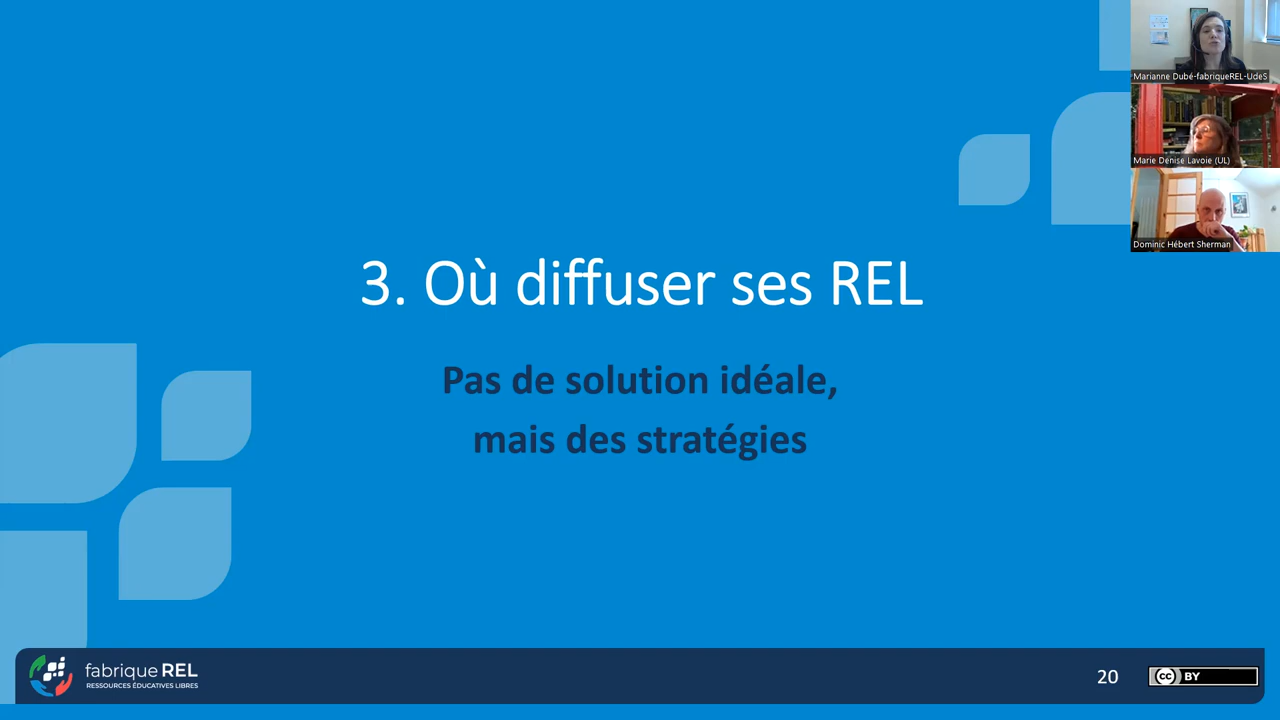 Marianne Dubé-fabriqueREL-UdeS
Marie Denise Lavoie (UL)
Dominic Hébert Sherman
3. Où diffuser ses REL
Pas de solution idéale,
mais des stratégies
fabrique REL
RESSOURCES ÉDUCATIVES LIBRES
20
cc BY